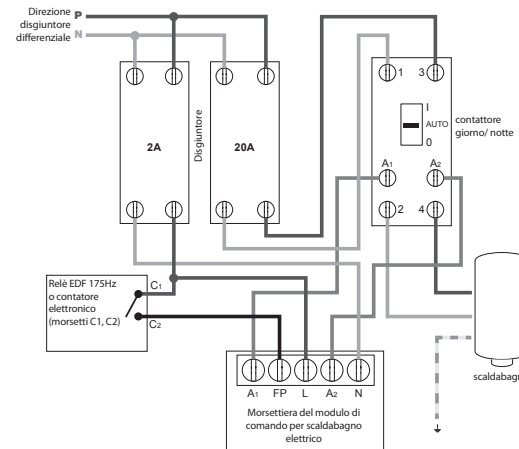 Direzione P
disgiuntore
differenziale N
2A
Disgiuntore
20A
1 3
I
AUTO
0
contattore
giorno/ notte
A1 A2
2 4
Relè EDF 175Hz
o contatore
elettronico
(morsetti C1, C2)
C1
C2
scaldabagn
A1 FP L A2 N
Morsettiera del modulo di
comando per scaldabagno
elettrico